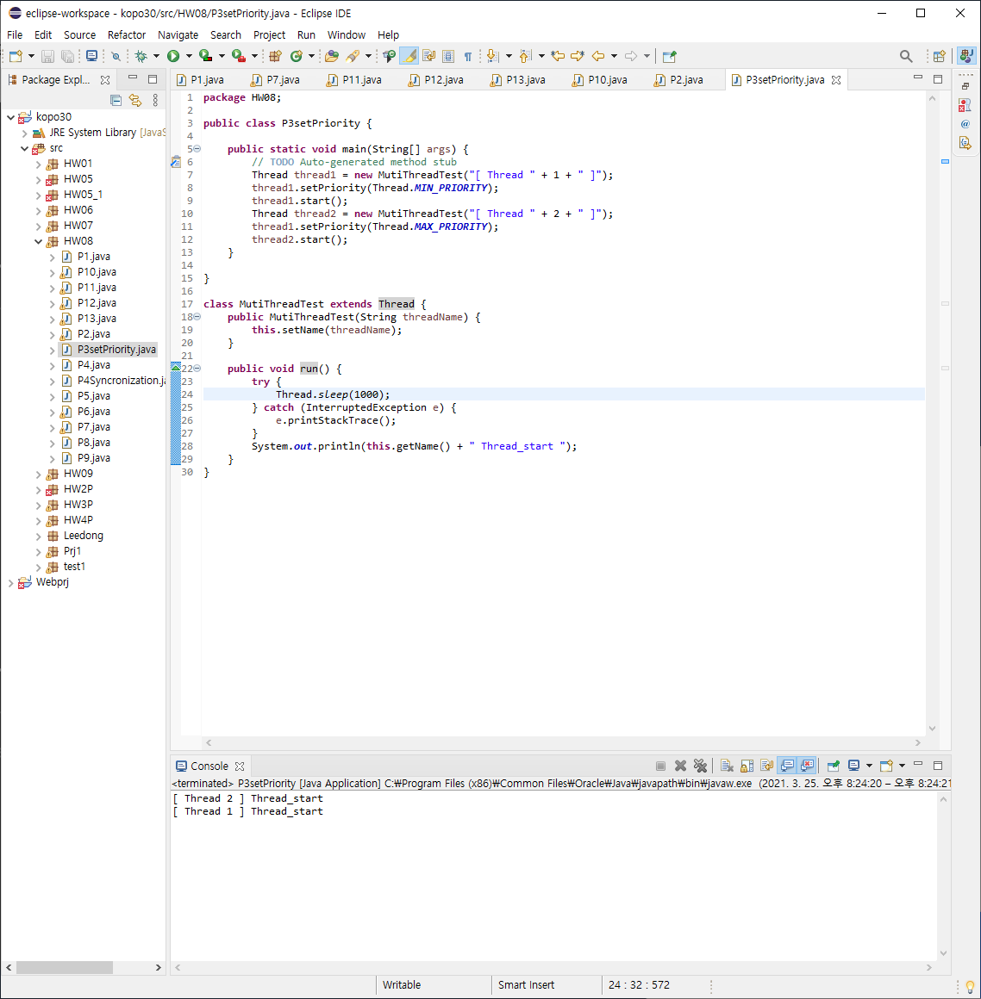 eclipse-workspace - kopo30/src/HW08/P3setPriority.java - Eclipse IDE
File Edit Source Refactor Navigate Search Project Run Window Help
Package Expl...
kopo30
JRE System Library [JavaS
src
HW01
HW05
HW05_1
HW06
HW07
HW08
P1.java
P10.java
P11.java
P12.java
P13.java
P2.java
P3setPriority.java
P4.java
P4Syncronization.ja
P5.java
P6.java
P7.java
P8.java
P9.java
HW09
HW2P
HW3P
HW4P
Leedong
Prj1
test1
Webprj
P1.java P7.java P11.java P12.java P13.java P10.java P2.java P3setPriority.java
1 package HW08;
2
3 public class P3setPriority {
4
5 public static void main(String[] args) {
6 // TODO Auto-generated method stub
7 Thread thread1 = new MutiThreadTest("[ Thread " + 1 + " ]");
8 thread1.setPriority(Thread.MIN_PRIORITY);
9 thread1.start();
10 Thread thread2 = new MutiThreadTest("[ Thread " + 2 + " ]");
11 thread1.setPriority(Thread.MAX_PRIORITY);
12 thread2.start();
13 }
14
15 }
16
17 class MutiThreadTest extends Thread {
18 public MutiThreadTest(String threadName) {
19 this.setName(threadName);
20 }
21
22 public void run() {
23 try {
24 Thread.sleep(1000);
25 } catch (InterruptedException e) {
26 e.printStackTrace();
27 }
28 System.out.println(this.getName() + " Thread_start ");
29 }
30 }
Console
<terminated> P3setPriority [Java Application] C:₩Program Files (x86)₩Common Files₩Oracle₩Java₩javapath₩bin₩javaw.exe (2021. 3. 25. 오후 8:24:20 – 오후 8:24:21
[ Thread 2 ] Thread_start
[ Thread 1 ] Thread_start
Writable Smart Insert 24 : 32 : 572